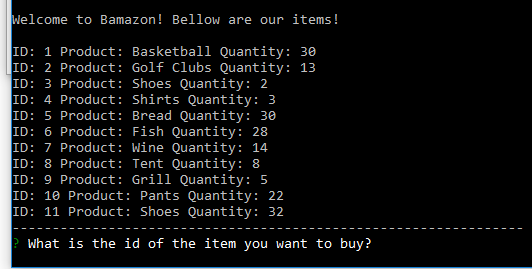 Welcome to Bamazon! Bellow are our items!
ID: 1 Product: Basketball Quantity: 30
ID: 2 Product: Golf Clubs Quantity: 13
ID: 3 Product: Shoes Quantity: 2
ID: 4 Product: Shirts Quantity: 3
ID: 5 Product: Bread Quantity: 30
ID: 6 Product: Fish Quantity: 28
ID: 7 Product: Wine Quantity: 14
ID: 8 Product: Tent Quantity: 8
ID: 9 Product: Grill Quantity: 5
ID: 10 Product: Pants Quantity: 22
ID: 11 Product: Shoes Quantity: 32
-----------------------------------------------------------------
? What is the id of the item you want to buy?